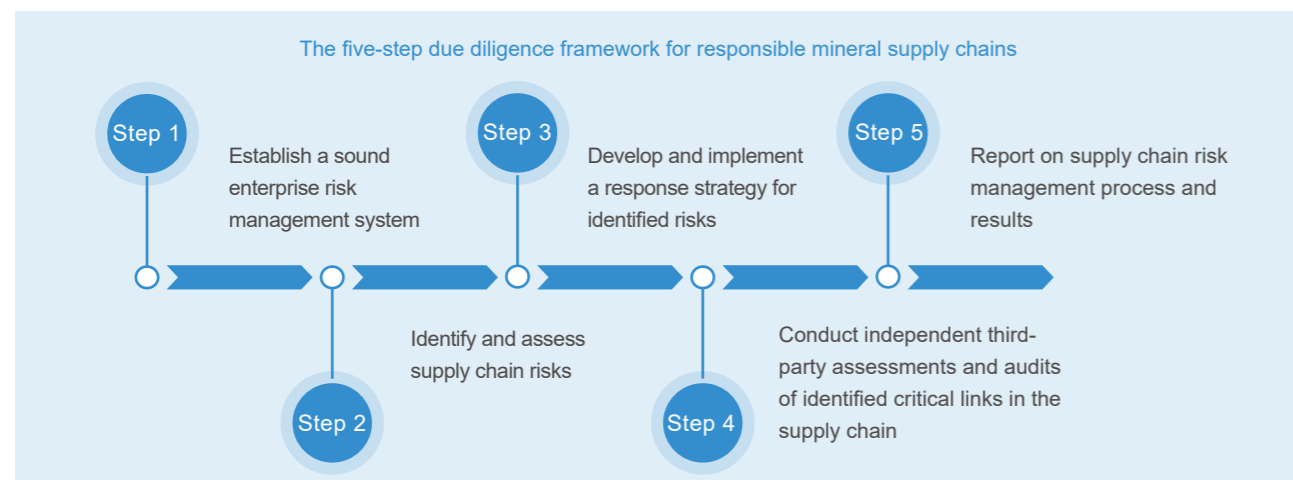 The five-step due diligence framework for responsible mineral supply chains
Step 1
Establish a sound
enterprise risk
management system
Step 2
Identify and assess
supply chain risks
Step 3
Develop and implement
a response strategy for
identified risks
Step 4
Conduct independent third-
party assessments and audits
of identified critical links in the
supply chain
Step 5
Report on supply chain risk
management process and
results